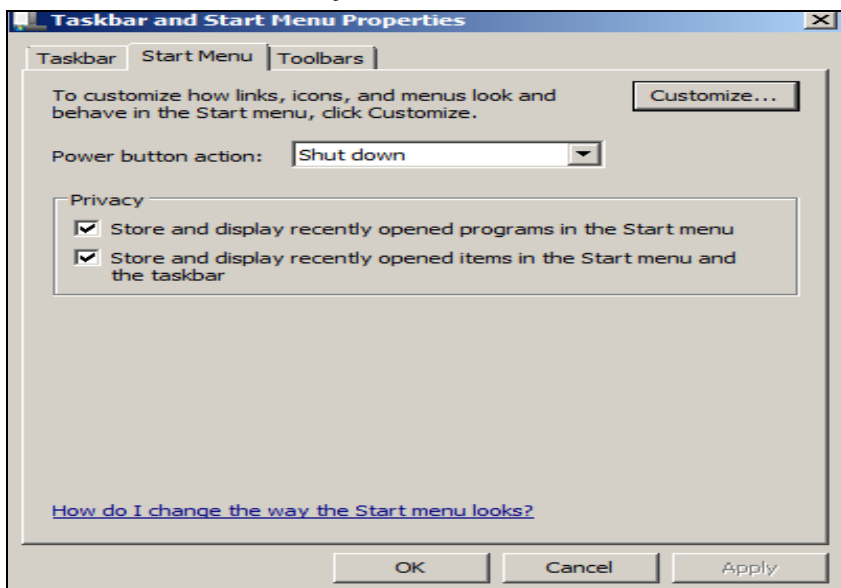 Taskbar and Start Menu Properties
Taskbar Start Menu Toolbars
To customize how links, icons, and menus look and
behave in the Start menu, click Customize.
Customize...
Power button action: Shut down
Privacy
Store and display recently opened programs in the Start menu
Store and display recently opened items in the Start menu and
the taskbar
How do I change the way the Start menu looks?
OK Cancel Apply